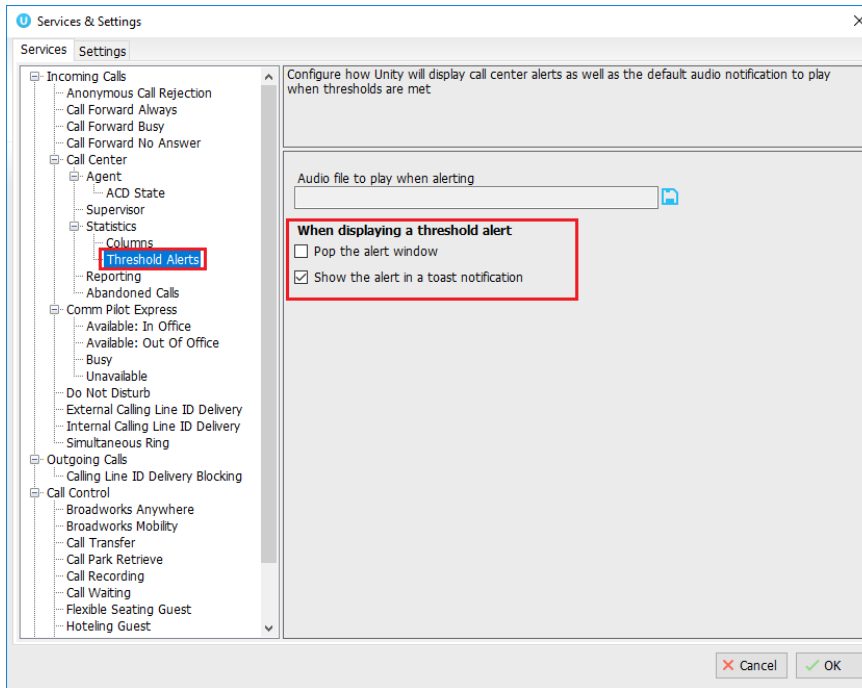 Services & Settings
Services Settings
Incoming Calls
Anonymous Call Rejection
Call Forward Always
Call Forward Busy
Call Forward No Answer
Call Center
Agent
ACD State
Supervisor
Statistics
Columns
Threshold Alerts
Reporting
Abandoned Calls
Comm Pilot Express
Available: In Office
Available: Out Of Office
Busy
Unavailable
Do Not Disturb
External Calling Line ID Delivery
Internal Calling Line ID Delivery
Simultaneous Ring
Outgoing Calls
Calling Line ID Delivery Blocking
Call Control
Broadworks Anywhere
Broadworks Mobility
Call Transfer
Call Park Retrieve
Call Recording
Call Waiting
Flexible Seating Guest
Hoteling Guest
Configure how Unity will display call center alerts as well as the default audio notification to play
when thresholds are met
Audio file to play when alerting
When displaying a threshold alert
Pop the alert window
Show the alert in a toast notification
Cancel
OK